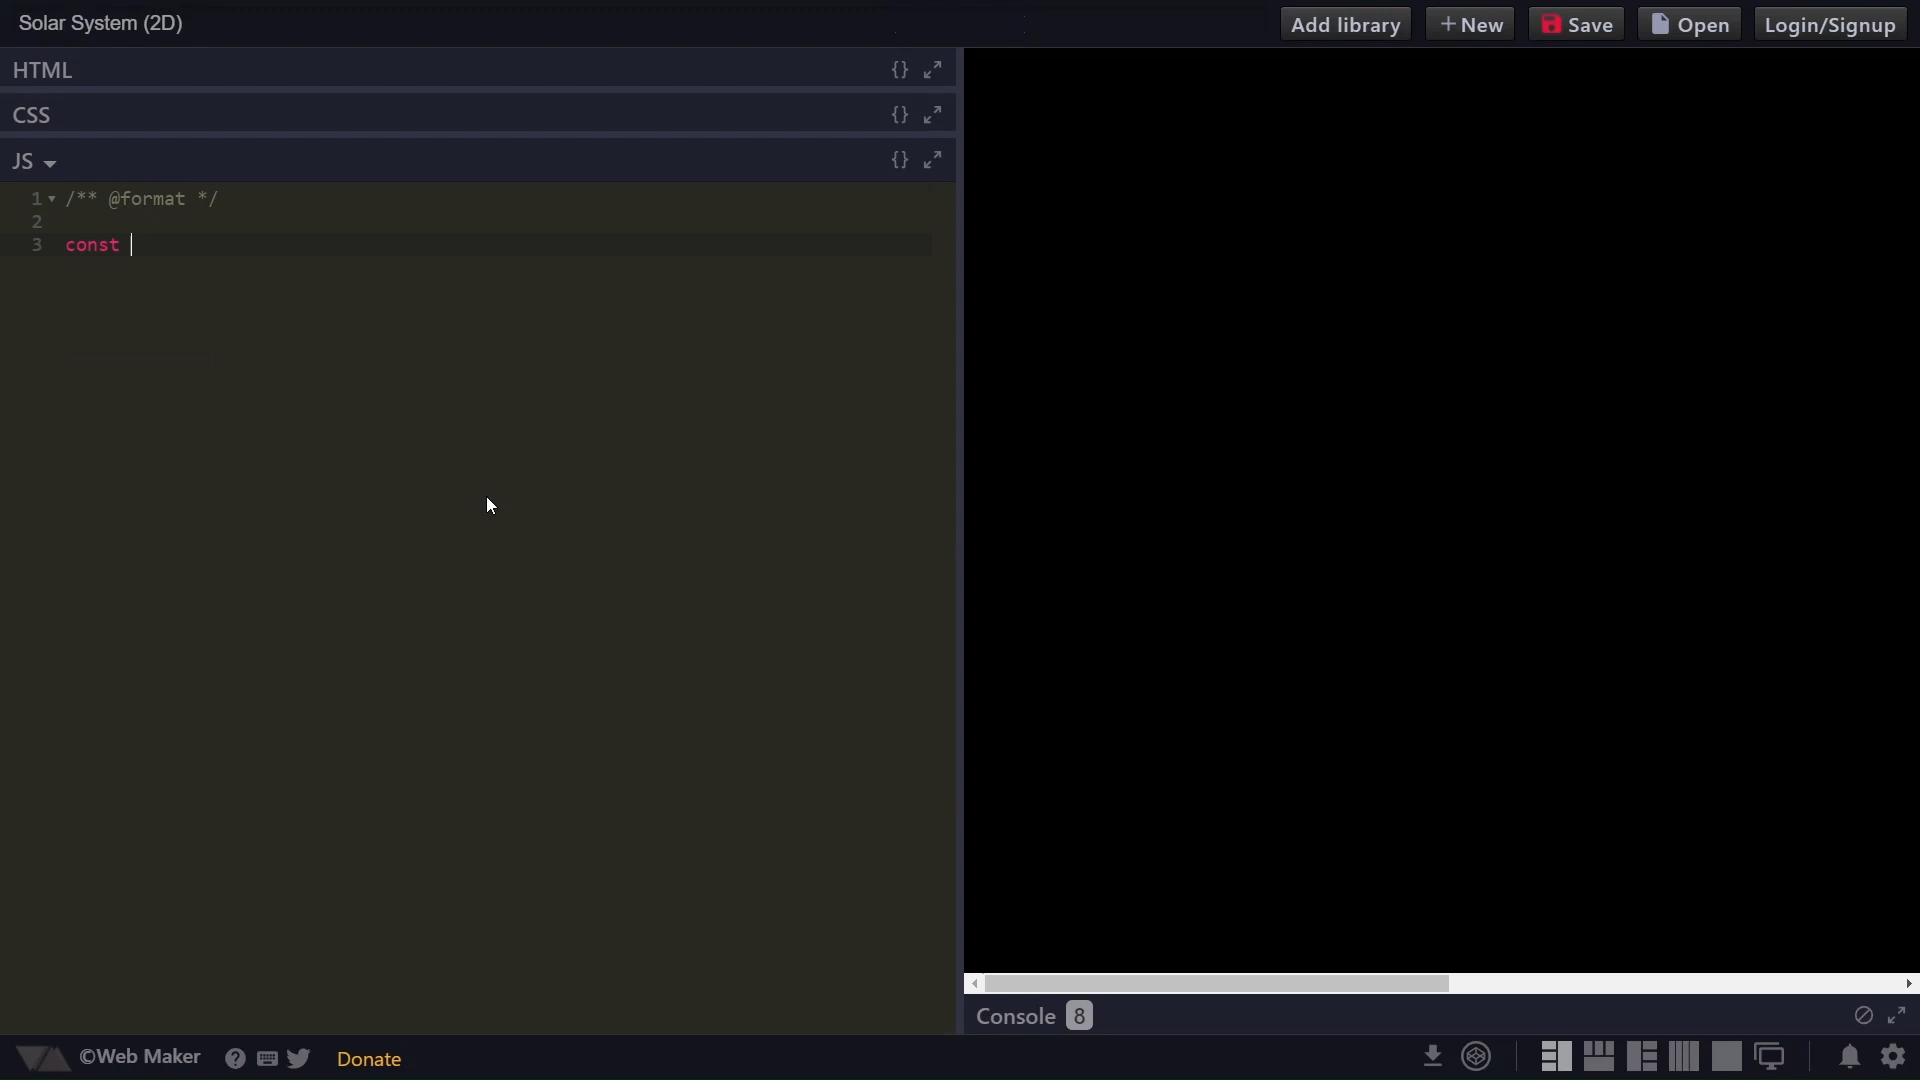 Solar System (2D)
Add library
+ New
Save
Open
Login/Signup
HTML
{}
CSS
{}
JS
{}
1 /** @format */
2
3 const
Console 8
©Web Maker
?
Donate